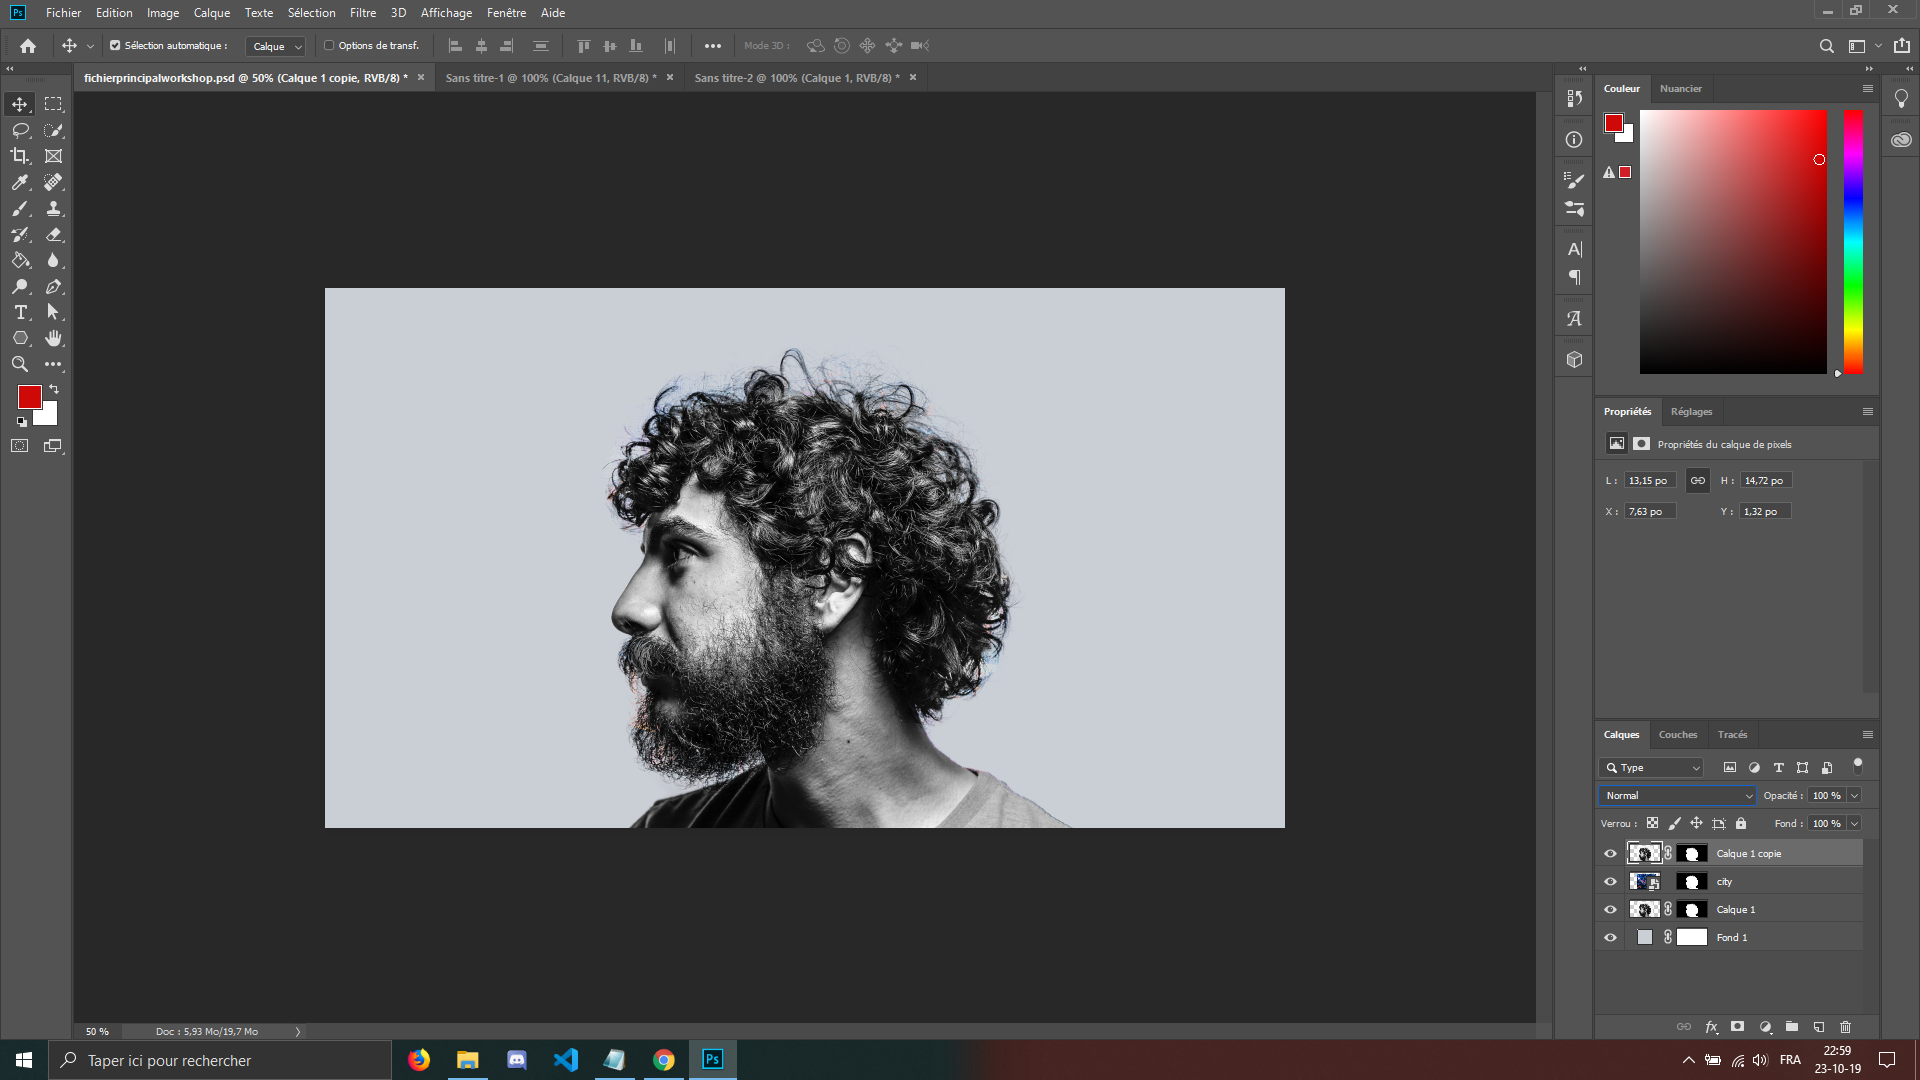 Ps Fichier Edition Image Calque Texte Sélection Filtre 3D Affichage Fenêtre Aide
Sélection automatique : Calque Options de transf. Mode 3D :
fichierprincipalworkshop.psd @ 50% (Calque 1 copie, RVB/8) * Sans titre-1 @ 100% (Calque 11, RVB/8) * Sans titre-2 @ 100% (Calque 1, RVB/8) *
Couleur Nuancier
Propriétés Réglages
Propriétés du calque de pixels
L : 13,15 po H : 14,72 po
X : 7,63 po Y : 1,32 po
Calques Couches Tracés
Type
Normal Opacité : 100 %
Verrou : Fond : 100 %
Calque 1 copie
city
Calque 1
Fond 1
fx
50 % Doc : 5,93 Mo/19,7 Mo
Taper ici pour rechercher Ps FRA 22:59
23-10-19